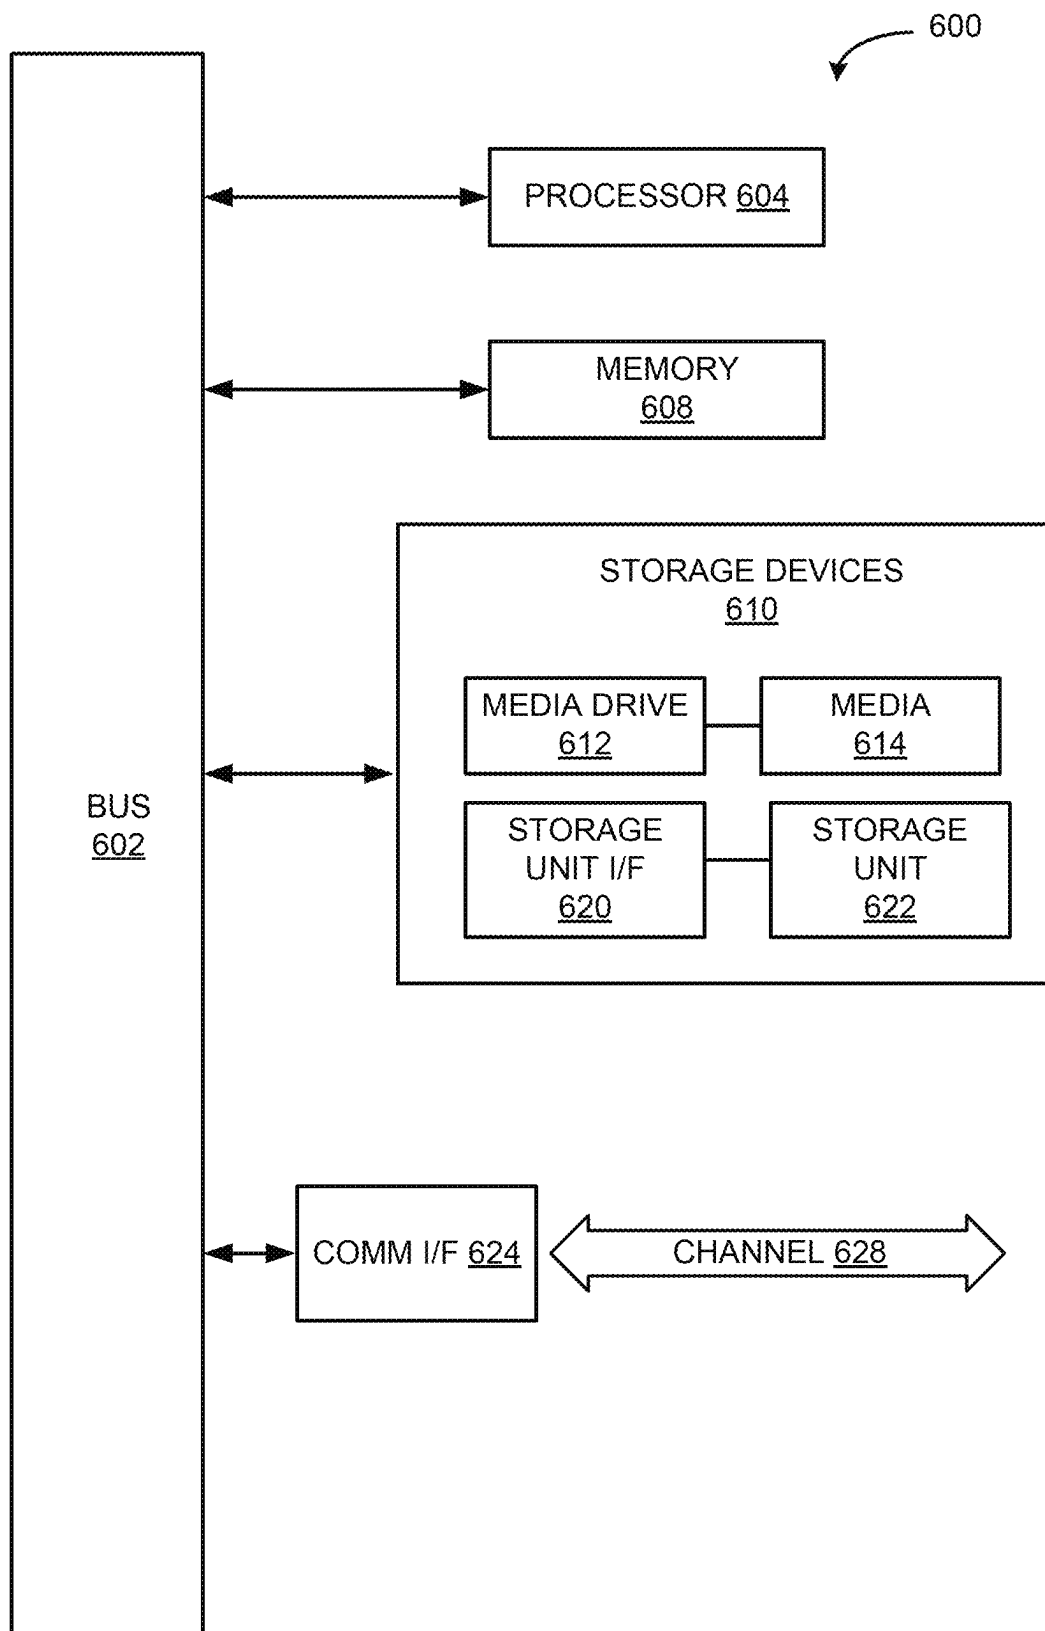 600
PROCESSOR 604
MEMORY
608
STORAGE DEVICES
610
MEDIA DRIVE
612
MEDIA
614
BUS
602
STORAGE
UNIT I/F
620
STORAGE
UNIT
622
COMM I/F 624
CHANNEL 628